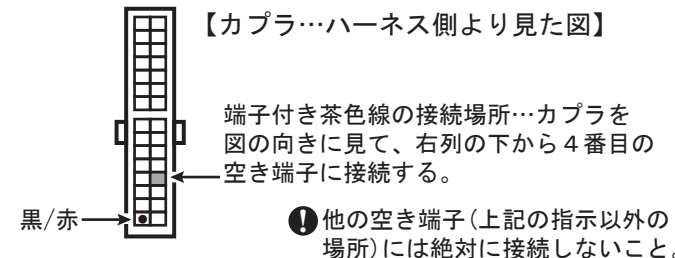 【カプラ…ハーネス側より見た図】
端子付き茶色線の接続場所…カプラを
図の向きに見て、右列の下から４番目の
空き端子に接続する。
黒/赤
他の空き端子(上記の指示以外の
場所)には絶対に接続しないこと。